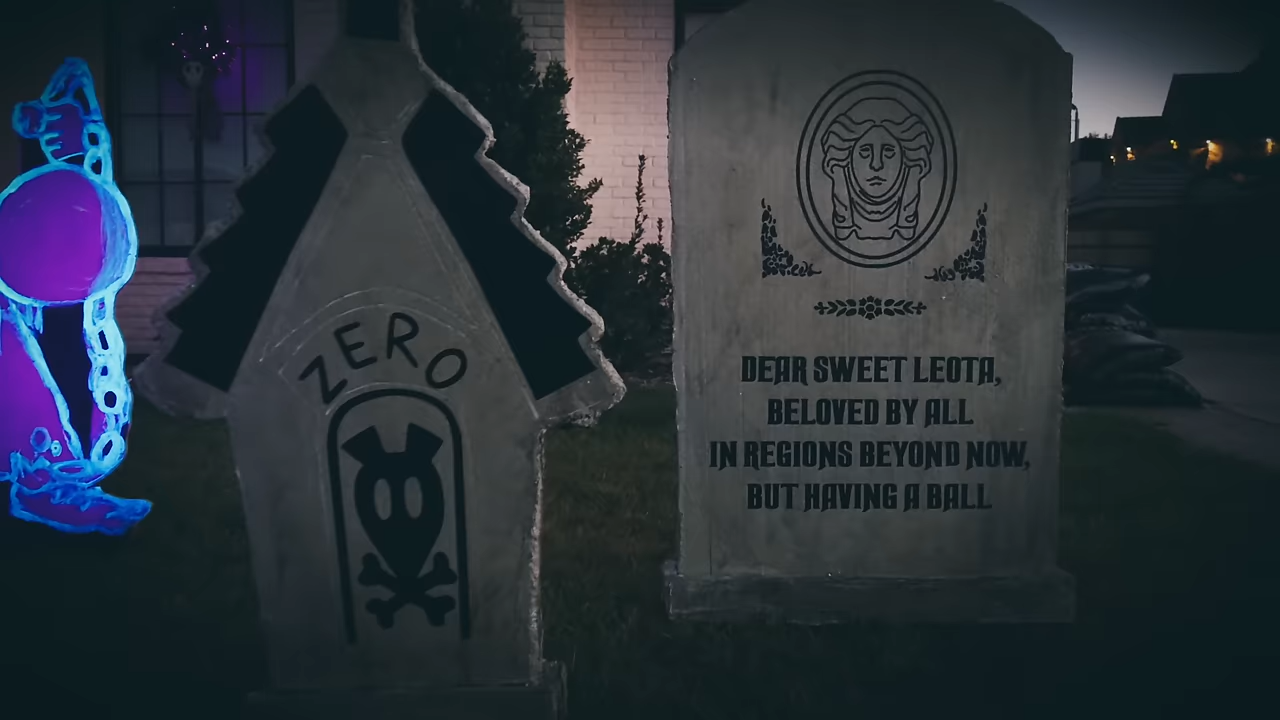 ZERO
DEAR SWEET LEOTA,
BELOVED BY ALL
IN REGIONS BEYOND NOW,
BUT HAVING A BALL